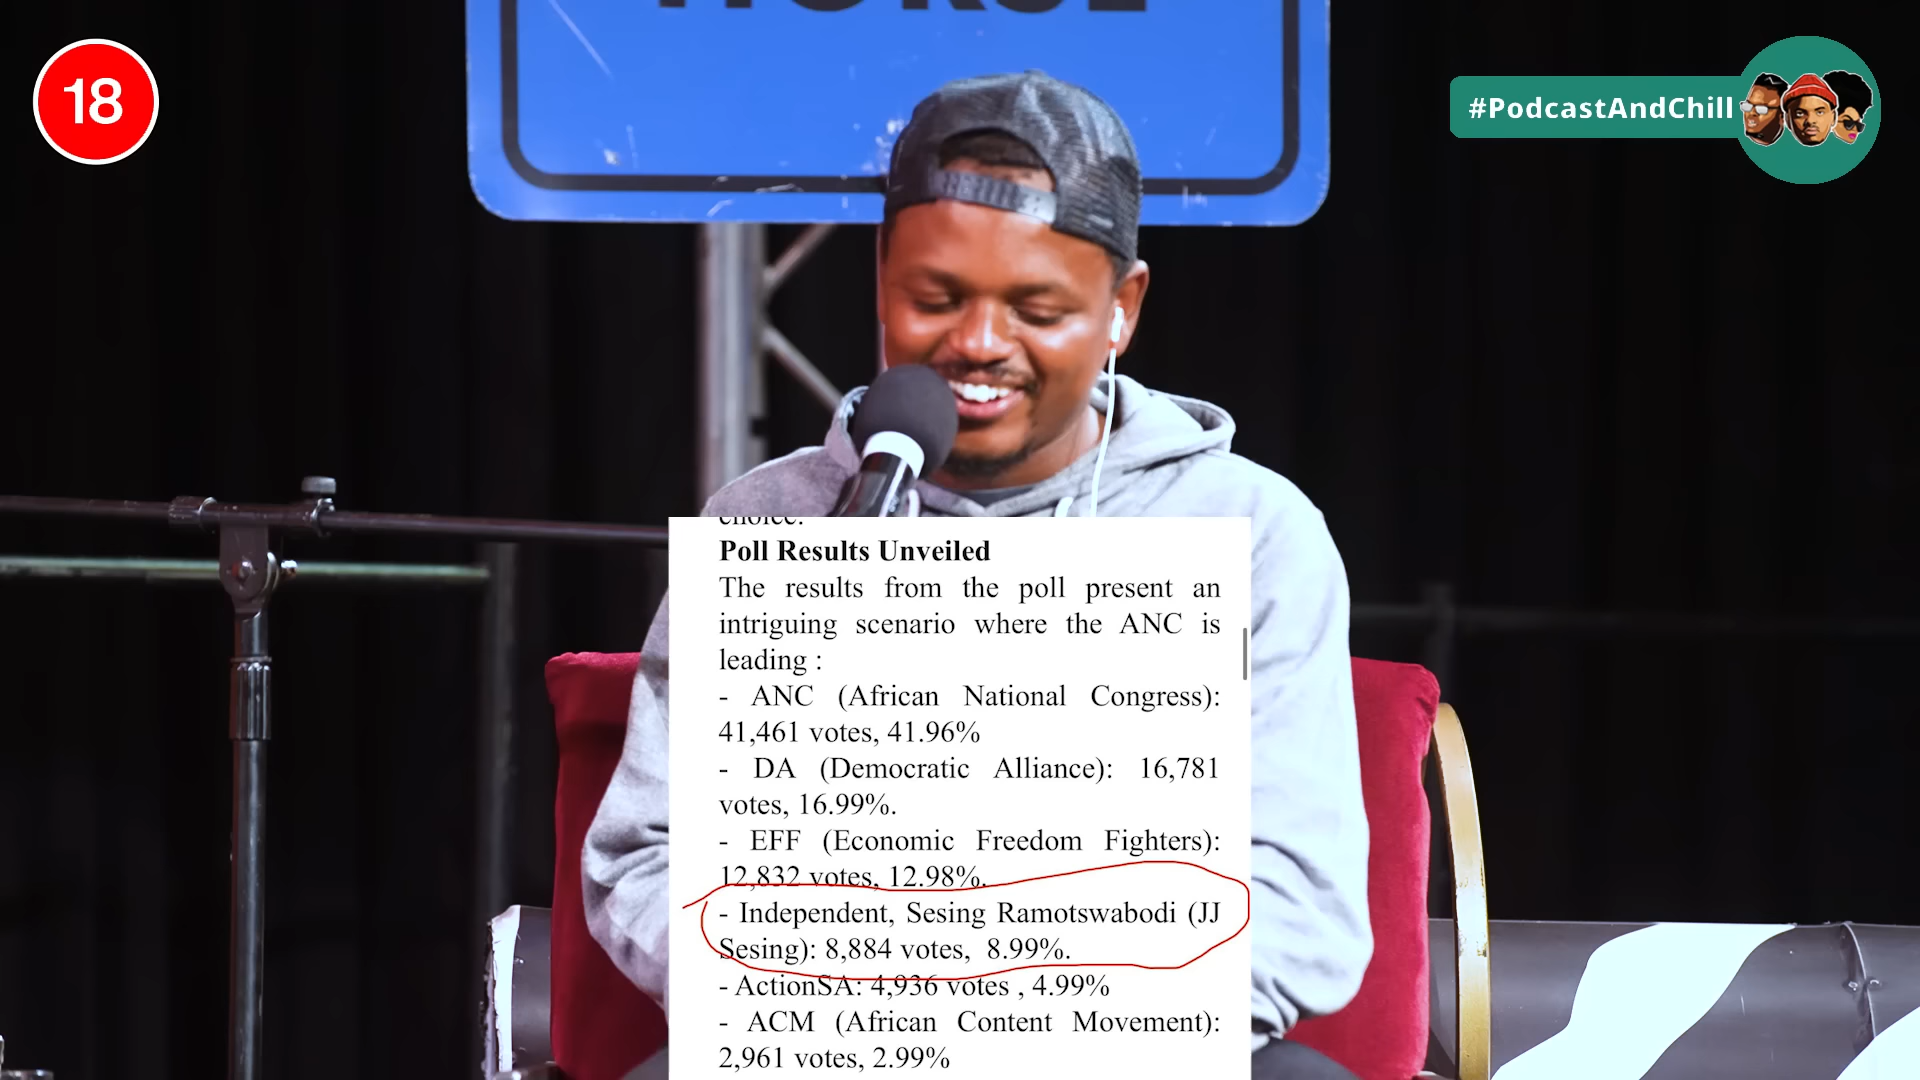 HORSE
18
#PodcastAndChill
choice.
Poll Results Unveiled
The results from the poll present an
intriguing scenario where the ANC is
leading :
- ANC (African National Congress):
41,461 votes, 41.96%
- DA (Democratic Alliance): 16,781
votes, 16.99%.
- EFF (Economic Freedom Fighters):
12,832 votes, 12.98%.
- Independent, Sesing Ramotswabodi (JJ
Sesing): 8,884 votes, 8.99%.
- ActionSA: 4,936 votes , 4.99%
- ACM (African Content Movement):
2,961 votes, 2.99%